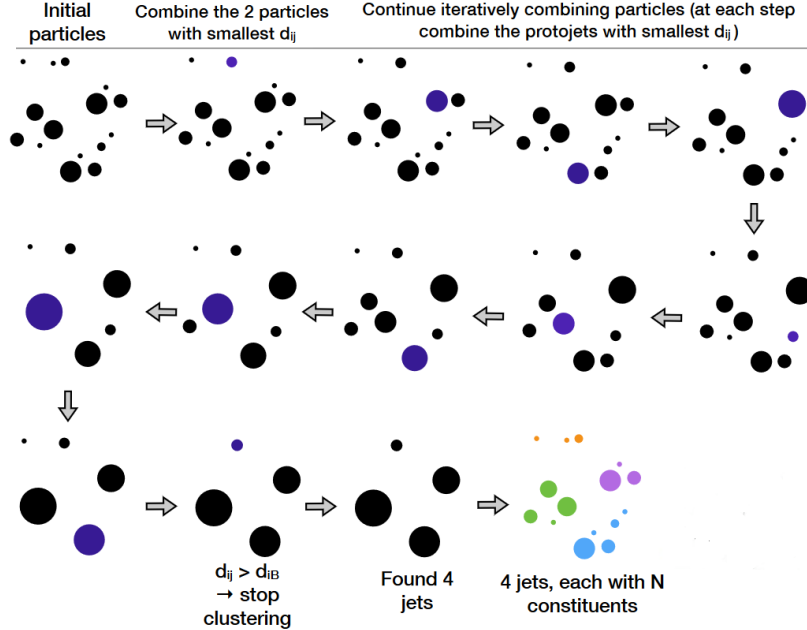 Initial
particles
Combine the 2 particles
with smallest dij
Continue iteratively combining particles (at each step
combine the protojets with smallest dij)
dij > diB
→ stop
clustering
Found 4
jets
4 jets, each with N
constituents